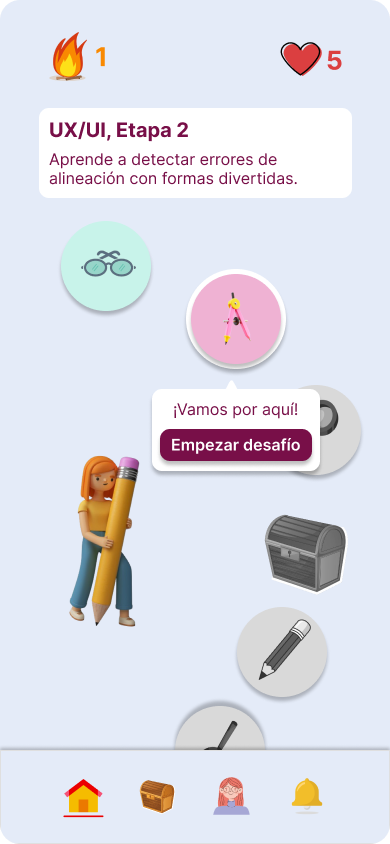 1
5
UX/UI, Etapa 2
Aprende a detectar errores de
alineación con formas divertidas.
¡Vamos por aquí!
Empezar desafío